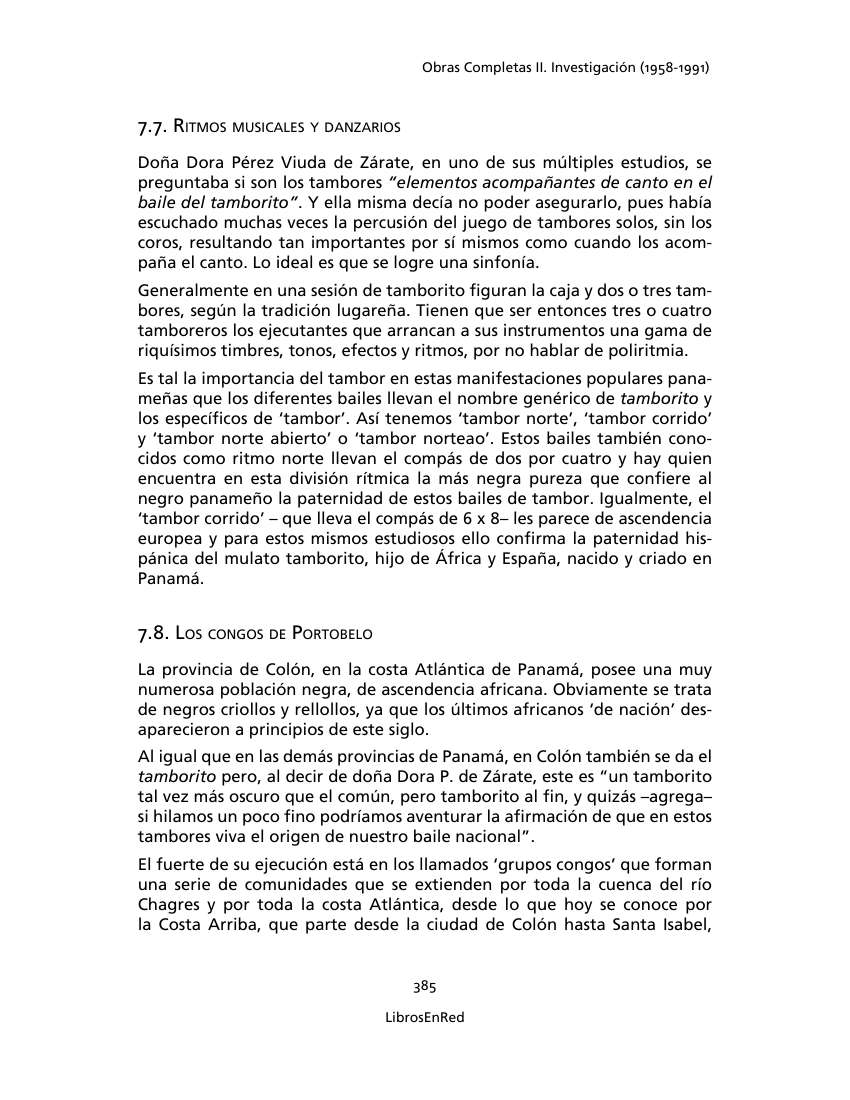 Obras Completas II. Investigación (1958-1991)
7.7. Ritmos musicales y danzarios
Doña Dora Pérez Viuda de Zárate, en uno de sus múltiples estudios, se
preguntaba si son los tambores “elementos acompañantes de canto en el
baile del tamborito”. Y ella misma decía no poder asegurarlo, pues había
escuchado muchas veces la percusión del juego de tambores solos, sin los
coros, resultando tan importantes por sí mismos como cuando los acom-
paña el canto. Lo ideal es que se logre una sinfonía.
Generalmente en una sesión de tamborito figuran la caja y dos o tres tam-
bores, según la tradición lugareña. Tienen que ser entonces tres o cuatro
tamboreros los ejecutantes que arrancan a sus instrumentos una gama de
riquísimos timbres, tonos, efectos y ritmos, por no hablar de poliritmia.
Es tal la importancia del tambor en estas manifestaciones populares pana-
meñas que los diferentes bailes llevan el nombre genérico de tamborito y
los específicos de ‘tambor’. Así tenemos ‘tambor norte’, ‘tambor corrido’
y ‘tambor norte abierto’ o ‘tambor norteao’. Estos bailes también cono-
cidos como ritmo norte llevan el compás de dos por cuatro y hay quien
encuentra en esta división rítmica la más negra pureza que confiere al
negro panameño la paternidad de estos bailes de tambor. Igualmente, el
‘tambor corrido’ – que lleva el compás de 6 x 8– les parece de ascendencia
europea y para estos mismos estudiosos ello confirma la paternidad his-
pánica del mulato tamborito, hijo de África y España, nacido y criado en
Panamá.
7.8. Los congos de Portobelo
La provincia de Colón, en la costa Atlántica de Panamá, posee una muy
numerosa población negra, de ascendencia africana. Obviamente se trata
de negros criollos y rellollos, ya que los últimos africanos ‘de nación’ des-
aparecieron a principios de este siglo.
Al igual que en las demás provincias de Panamá, en Colón también se da el
tamborito pero, al decir de doña Dora P. de Zárate, este es “un tamborito
tal vez más oscuro que el común, pero tamborito al fin, y quizás –agrega–
si hilamos un poco fino podríamos aventurar la afirmación de que en estos
tambores viva el origen de nuestro baile nacional”.
El fuerte de su ejecución está en los llamados ‘grupos congos’ que forman
una serie de comunidades que se extienden por toda la cuenca del río
Chagres y por toda la costa Atlántica, desde lo que hoy se conoce por
la Costa Arriba, que parte desde la ciudad de Colón hasta Santa Isabel,
385
LibrosEnRed